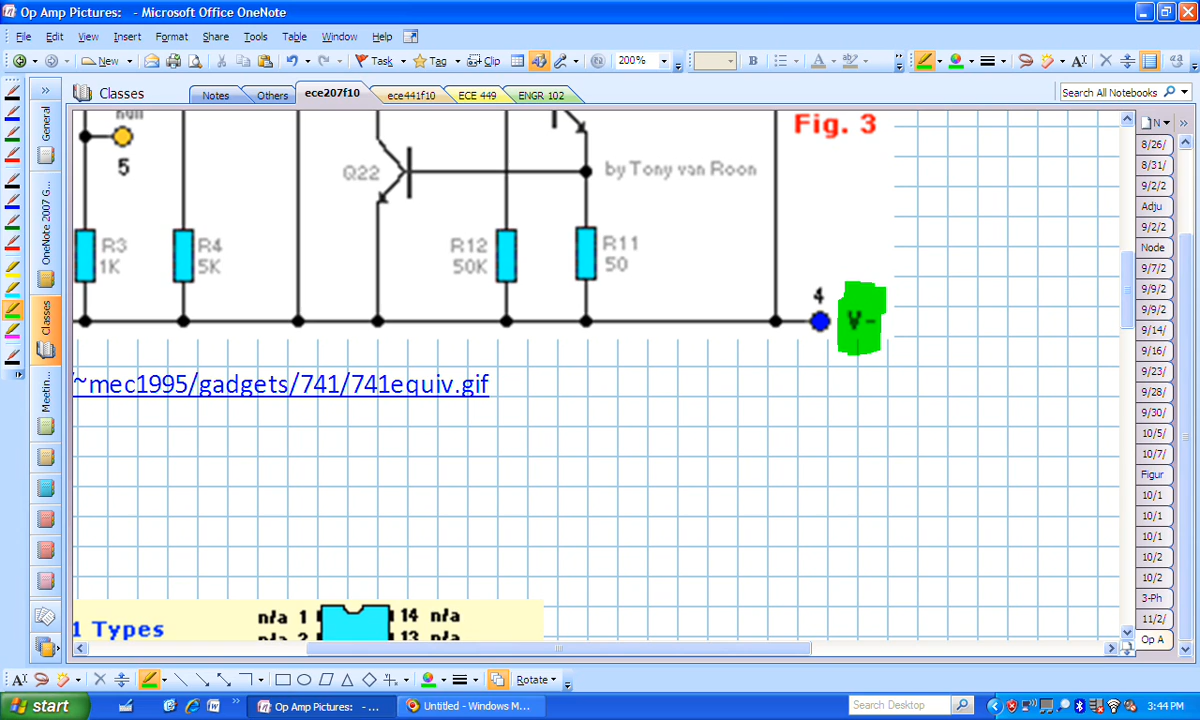 Op Amp Pictures:   - Microsoft Office OneNote
File Edit View Insert Format Share Tools Table Window Help
New Task Tag Clip 200% B A
Classes Notes Others ece207f10 ece441f10 ECE 449 ENGR 102 Search All Notebooks
General
OneNote 2007 G...
Classes
Meetin...
Fig. 3
5
Q22 by Tony van Roon
R3 R4 R12 R11
1K 5K 50K 50
4
V-
/~mec1995/gadgets/741/741equiv.gif
n/a 1 14 n/a
1 Types
n/a 2 13 n/a
N
8/26/
8/31/
9/2/2
Adju
9/2/2
Node
9/7/2
9/9/2
9/9/2
9/14/
9/16/
9/23/
9/28/
9/30/
10/5/
10/7/
Figur
10/1
10/1
10/1
10/2
10/2
3-Ph
11/2/
Op A
Rotate
start Op Amp Pictures: - ... Untitled - Windows M... Search Desktop 3:44 PM